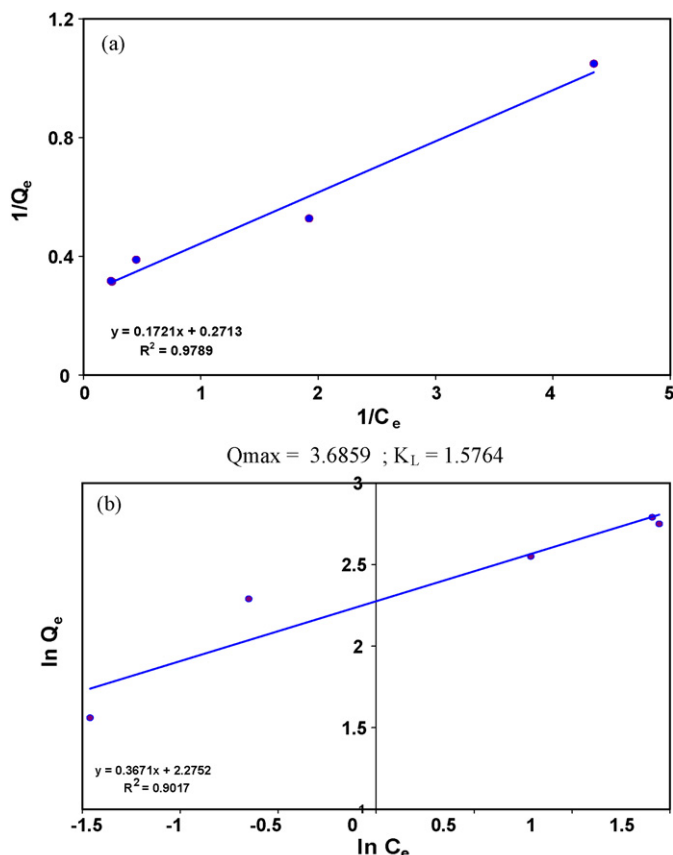 (a)
1.2
0.8
0.4
0
1/Qₑ
y = 0.1721x + 0.2713
R² = 0.9789
0 1 2 3 4 5
1/Cₑ
Qmax = 3.6859 ; K_L = 1.5764
(b)
3
2.5
2
1.5
1
ln Qₑ
y = 0.3671x + 2.2752
R² = 0.9017
-1.5 -1 -0.5 0 0.5 1 1.5
ln Cₑ